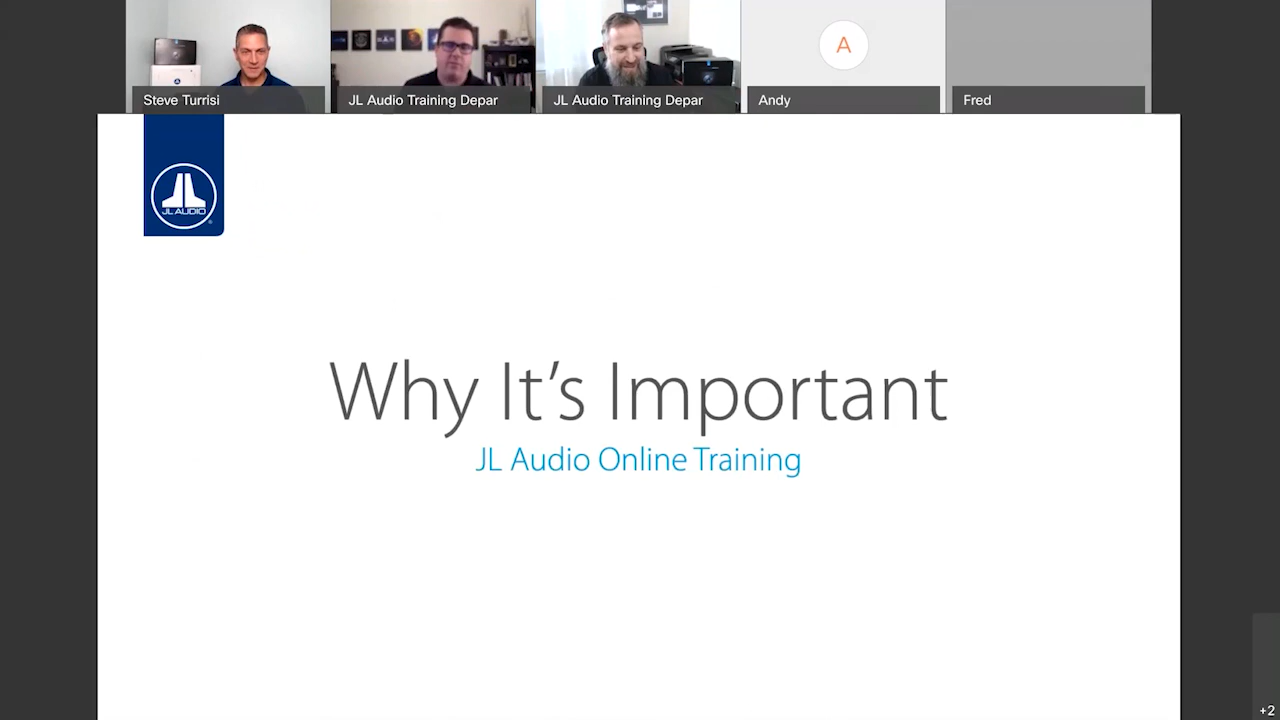 Steve Turrisi
JL Audio Training Depar
JL Audio Training Depar
A
Andy
Fred
JL AUDIO
®
Why It's Important
JL Audio Online Training
+2